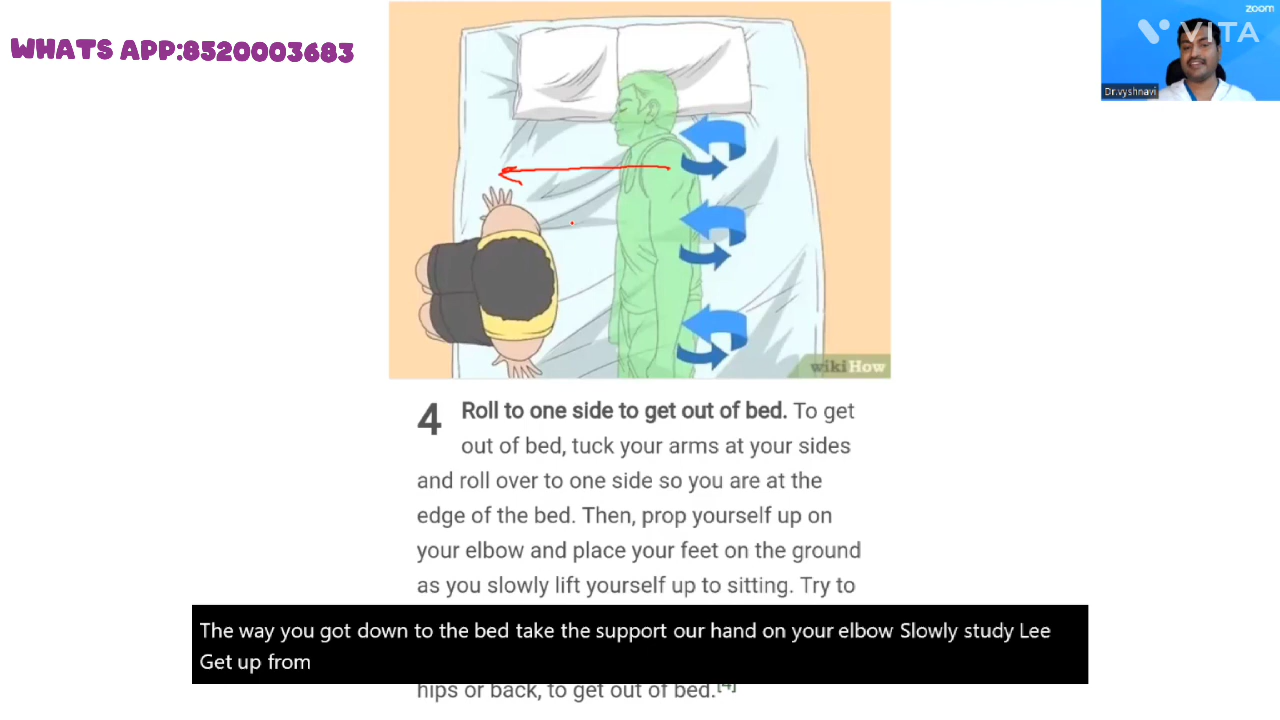 zoom
VITA
WHATS APP:8520003683
Dr.vyshnavi
wikiHow
4 Roll to one side to get out of bed. To get
out of bed, tuck your arms at your sides
and roll over to one side so you are at the
edge of the bed. Then, prop yourself up on
your elbow and place your feet on the ground
as you slowly lift yourself up to sitting. Try to
The way you got down to the bed take the support our hand on your elbow Slowly study Lee
Get up from
hips or back, to get out of bed.[4]